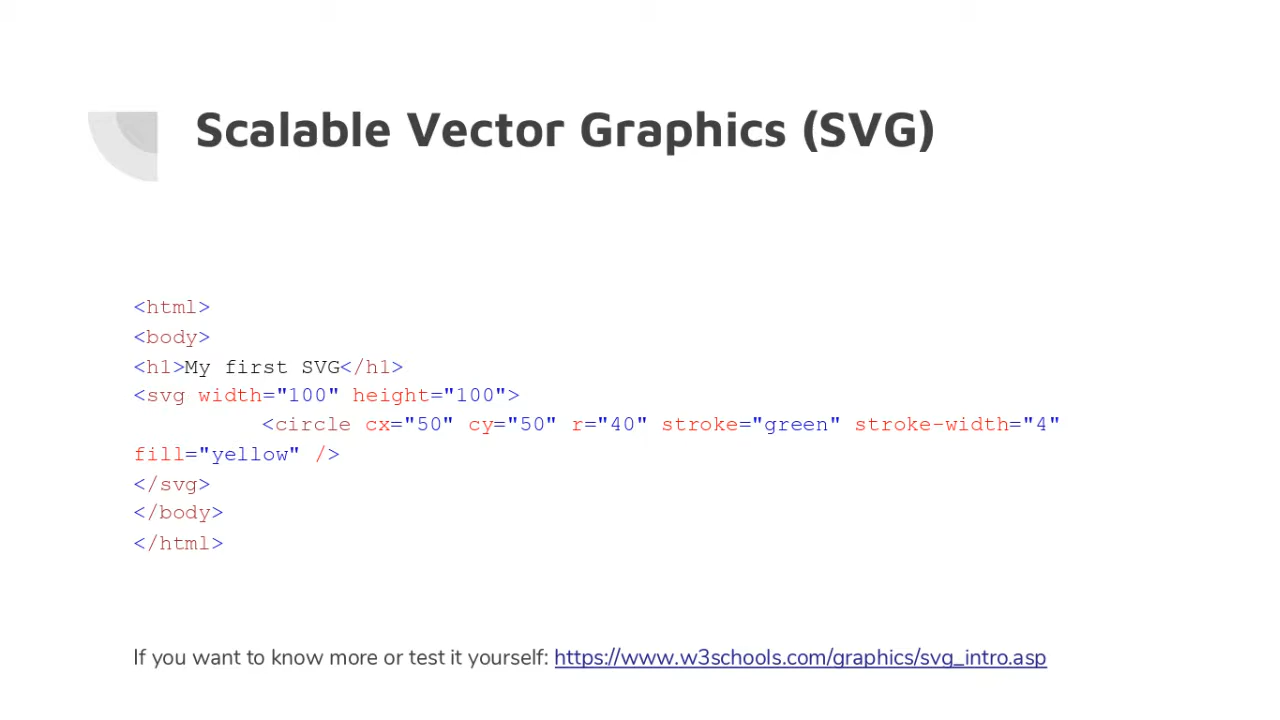 Scalable Vector Graphics (SVG)
<html>
<body>
<h1>My first SVG</h1>
<svg width="100" height="100">
<circle cx="50" cy="50" r="40" stroke="green" stroke-width="4"
fill="yellow" />
</svg>
</body>
</html>
If you want to know more or test it yourself: https://www.w3schools.com/graphics/svg_intro.asp